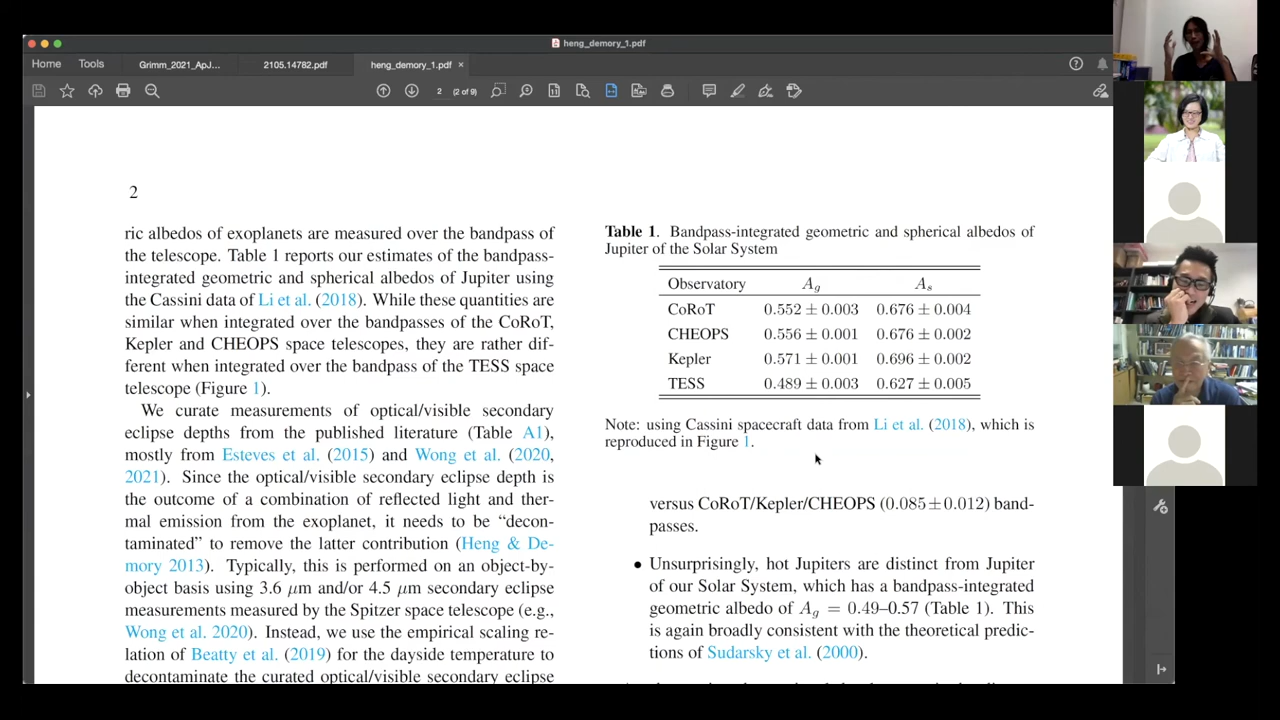 heng_demory_1.pdf
Home Tools Grimm_2021_ApJ... 2105.14782.pdf heng_demory_1.pdf ×
2 (2 of 9)
2
ric albedos of exoplanets are measured over the bandpass of
the telescope. Table 1 reports our estimates of the bandpass-
integrated geometric and spherical albedos of Jupiter using
the Cassini data of Li et al. (2018). While these quantities are
similar when integrated over the bandpasses of the CoRoT,
Kepler and CHEOPS space telescopes, they are rather dif-
ferent when integrated over the bandpass of the TESS space
telescope (Figure 1).
We curate measurements of optical/visible secondary
eclipse depths from the published literature (Table A1),
mostly from Esteves et al. (2015) and Wong et al. (2020,
2021). Since the optical/visible secondary eclipse depth is
the outcome of a combination of reflected light and ther-
mal emission from the exoplanet, it needs to be “decon-
taminated” to remove the latter contribution (Heng & De-
mory 2013). Typically, this is performed on an object-by-
object basis using 3.6 μm and/or 4.5 μm secondary eclipse
measurements measured by the Spitzer space telescope (e.g.,
Wong et al. 2020). Instead, we use the empirical scaling re-
lation of Beatty et al. (2019) for the dayside temperature to
decontaminate the curated optical/visible secondary eclipse
Table 1. Bandpass-integrated geometric and spherical albedos of
Jupiter of the Solar System
Observatory Ag As
CoRoT 0.552 ± 0.003 0.676 ± 0.004
CHEOPS 0.556 ± 0.001 0.676 ± 0.002
Kepler 0.571 ± 0.001 0.696 ± 0.002
TESS 0.489 ± 0.003 0.627 ± 0.005
Note: using Cassini spacecraft data from Li et al. (2018), which is
reproduced in Figure 1.
versus CoRoT/Kepler/CHEOPS (0.085±0.012) band-
passes.
• Unsurprisingly, hot Jupiters are distinct from Jupiter
of our Solar System, which has a bandpass-integrated
geometric albedo of Ag = 0.49–0.57 (Table 1). This
is again broadly consistent with the theoretical predic-
tions of Sudarsky et al. (2000).